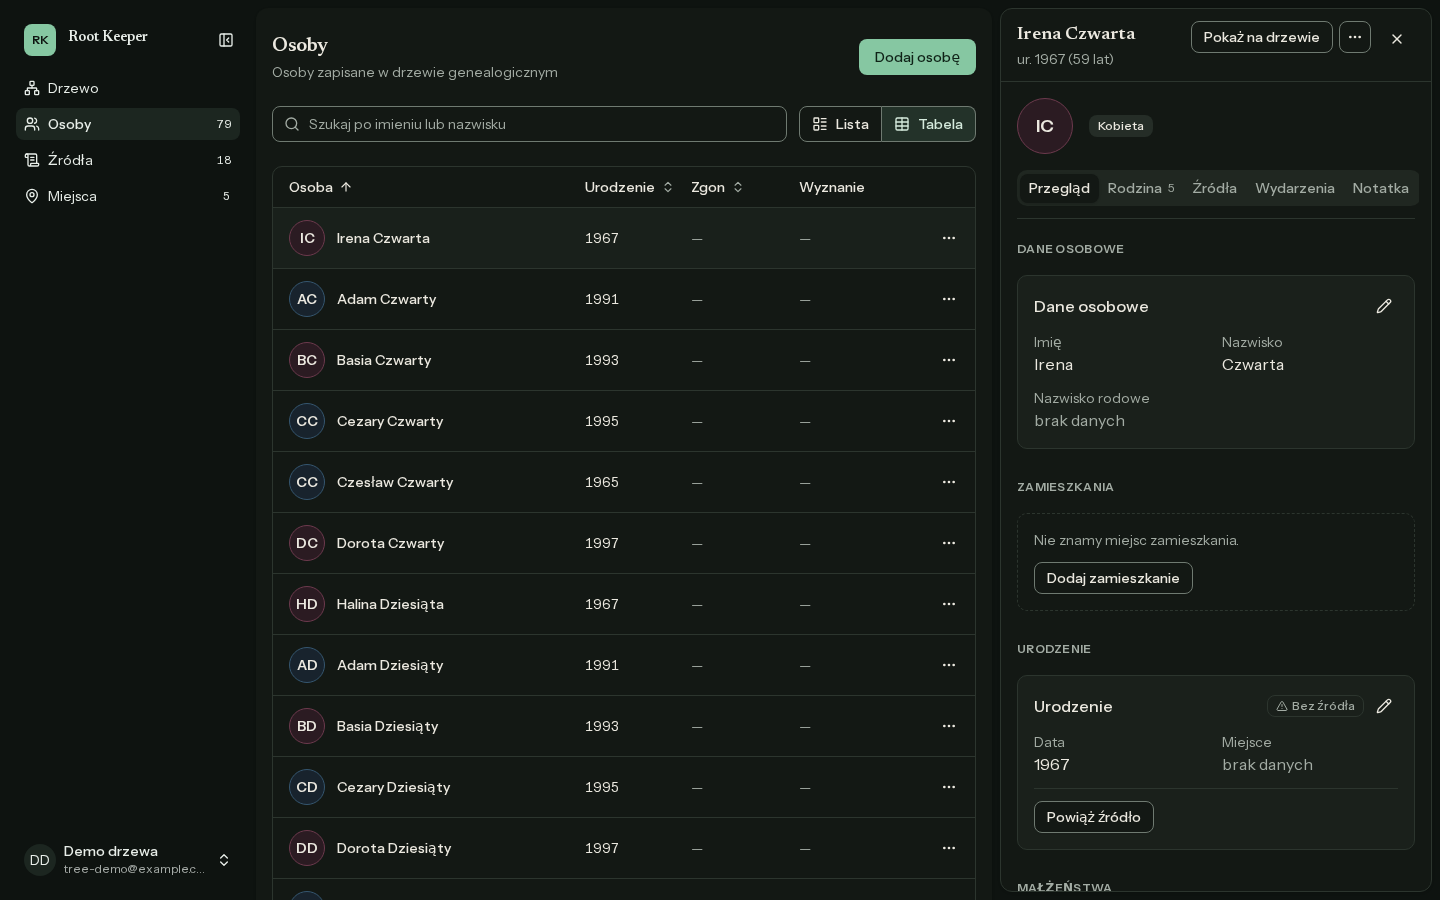 RK
Root Keeper
Drzewo
Osoby 79
Źródła 18
Miejsca 5
DD
Demo drzewa
tree-demo@example.c...
Osoby
Osoby zapisane w drzewie genealogicznym
Dodaj osobę
Szukaj po imieniu lub nazwisku
Lista
Tabela
Osoba Urodzenie Zgon Wyznanie
IC Irena Czwarta 1967 — —
AC Adam Czwarty 1991 — —
BC Basia Czwarty 1993 — —
CC Cezary Czwarty 1995 — —
CC Czesław Czwarty 1965 — —
DC Dorota Czwarty 1997 — —
HD Halina Dziesiąta 1967 — —
AD Adam Dziesiąty 1991 — —
BD Basia Dziesiąty 1993 — —
CD Cezary Dziesiąty 1995 — —
DD Dorota Dziesiąty 1997 — —
Irena Czwarta
ur. 1967 (59 lat)
Pokaż na drzewie
IC
Kobieta
Przegląd Rodzina 5 Źródła Wydarzenia Notatka
DANE OSOBOWE
Dane osobowe
Imię Nazwisko
Irena Czwarta
Nazwisko rodowe
brak danych
ZAMIESZKANIA
Nie znamy miejsc zamieszkania.
Dodaj zamieszkanie
URODZENIE
Urodzenie Bez źródła
Data Miejsce
1967 brak danych
Powiąż źródło
MAŁŻEŃSTWA